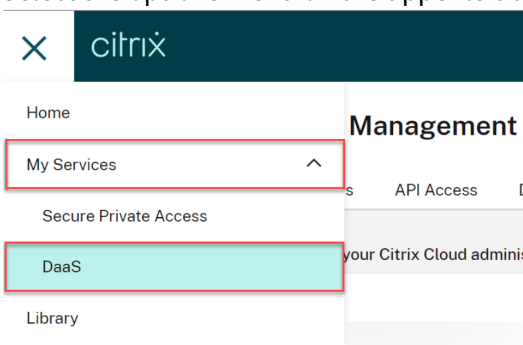 citrix
Home
Management
My Services
s API Access
Secure Private Access
your Citrix Cloud adminis
DaaS
Library